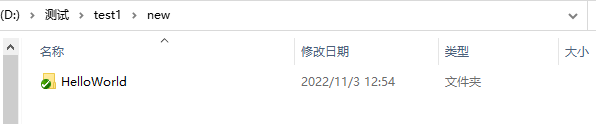 (D:) › 测试 › test1 › new
名称 修改日期 类型 大小
HelloWorld 2022/11/3 12:54 文件夹